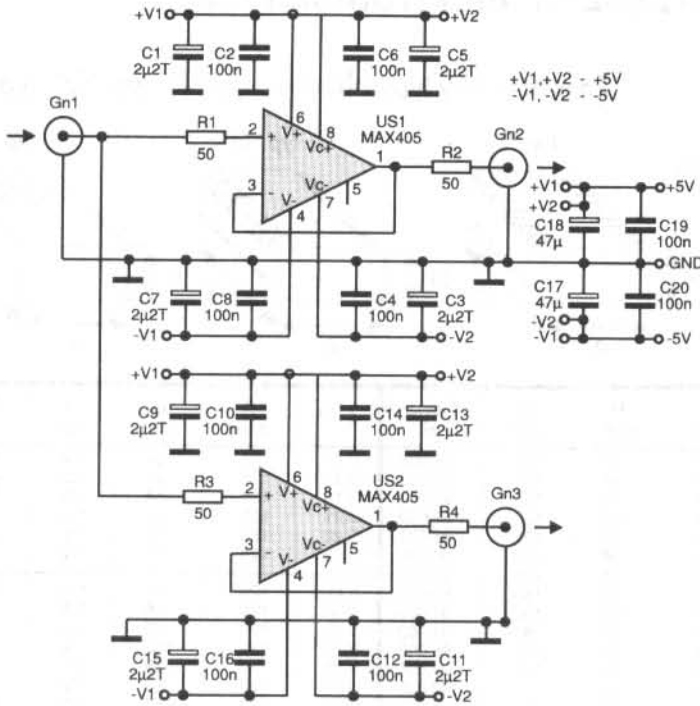 +V1 +V2
C1 2µ2T
C2 100n
C6 100n
C5 2µ2T
+V1,+V2 - +5V
-V1, -V2 - -5V
Gn1
R1
50
2 + 6 V+ 8 Vc+
US1
MAX405
1
R2
50
Gn2
3 - V- 4 Vc- 7 5
+V1 +5V
+V2
C18 47µ
C19 100n
GND
C17 47µ
C20 100n
-V2
-V1 -5V
C7 2µ2T
C8 100n
C4 100n
C3 2µ2T
-V1 -V2
+V1 +V2
C9 2µ2T
C10 100n
C14 100n
C13 2µ2T
R3
50
2 + 6 V+ 8 Vc+
US2
MAX405
1
R4
50
Gn3
3 - V- 4 Vc- 7 5
C15 2µ2T
C16 100n
C12 100n
C11 2µ2T
-V1 -V2